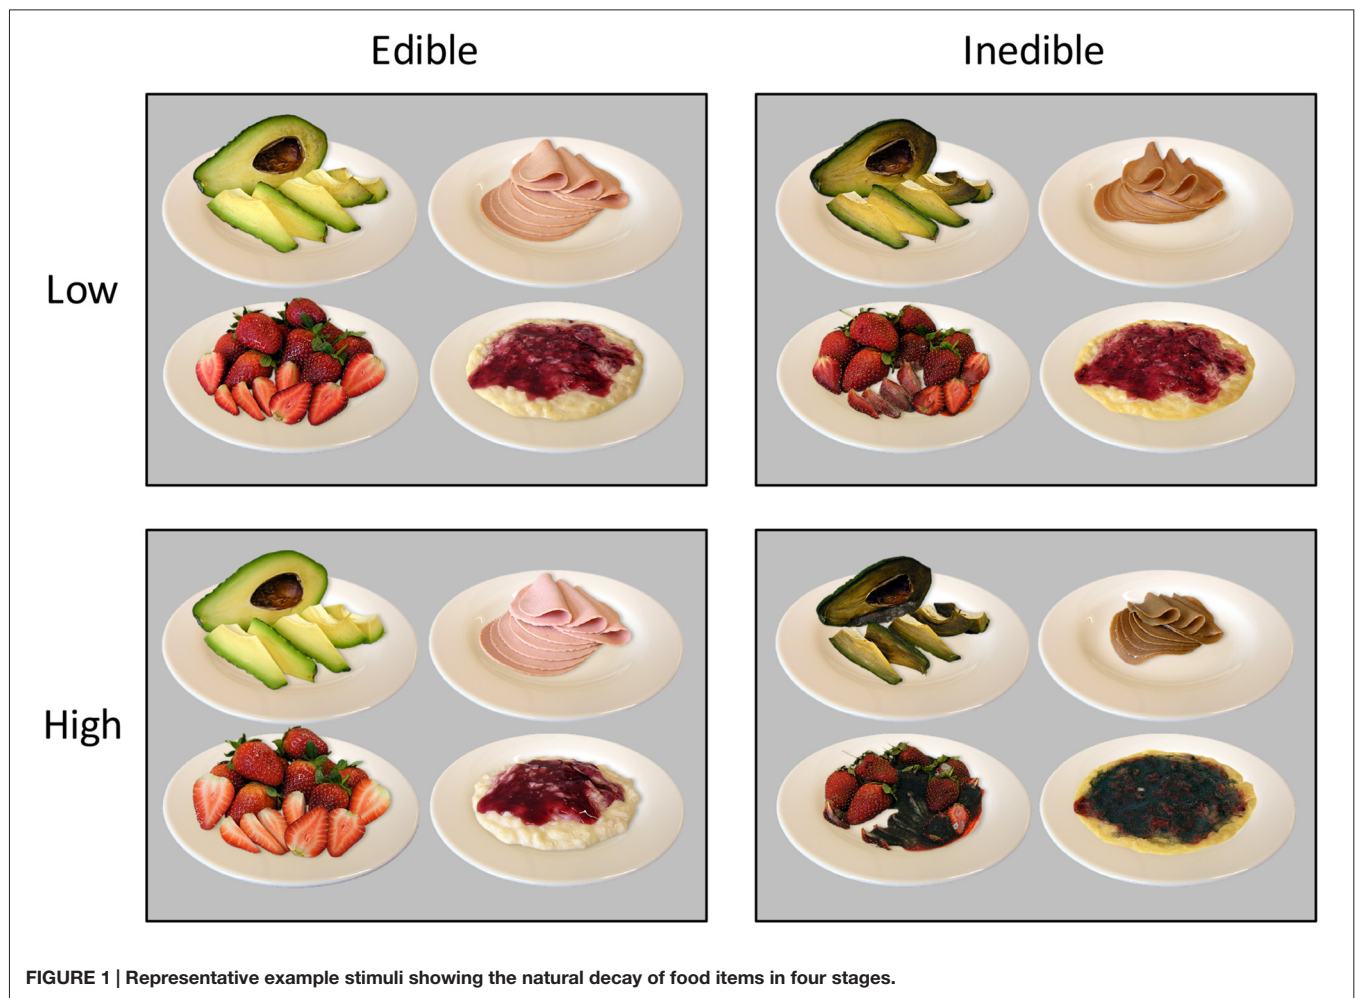 Edible Inedible
Low
High
FIGURE 1 | Representative example stimuli showing the natural decay of food items in four stages.